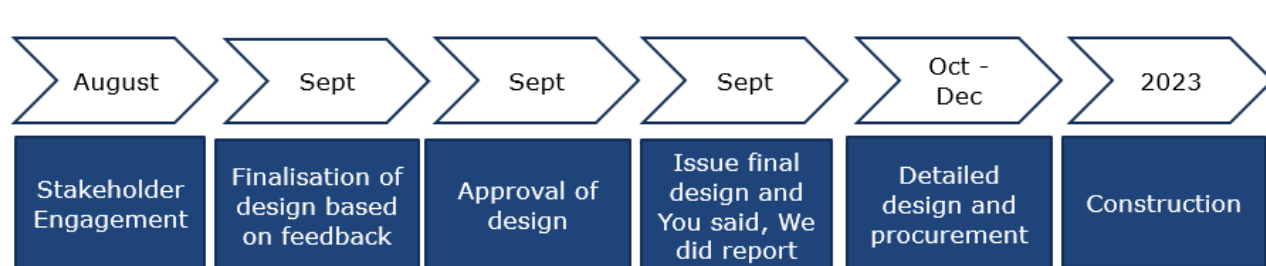 August
Sept
Sept
Sept
Oct -
Dec
2023
Stakeholder
Engagement
Finalisation of
design based
on feedback
Approval of
design
Issue final
design and
You said, We
did report
Detailed
design and
procurement
Construction